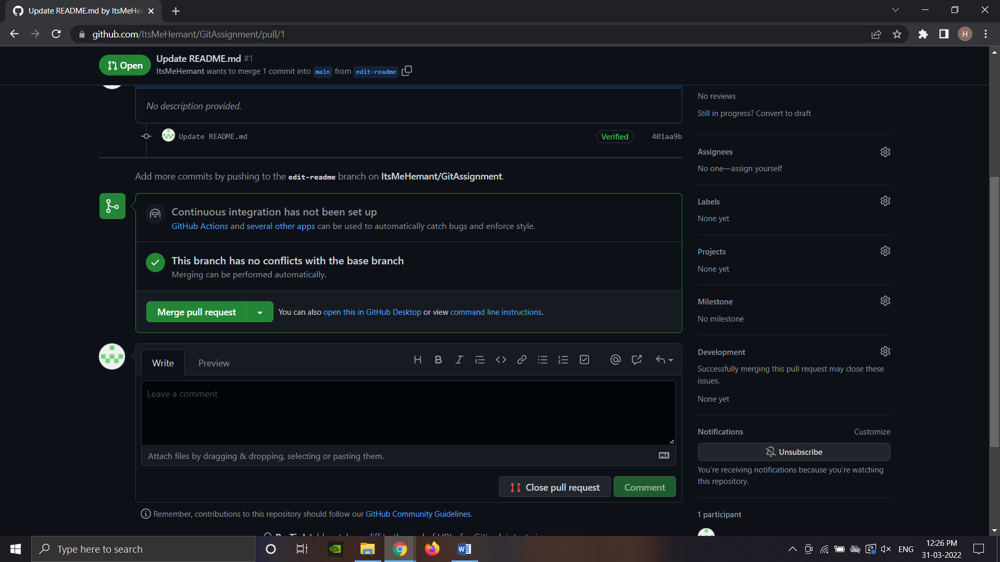 Update README.md by ItsMeHe
github.com/ItsMeHemant/GitAssignment/pull/1
H
Open
Update README.md #1
ItsMeHemant wants to merge 1 commit into main from edit-readme
No description provided.
Update README.md
Verified
401aa9b
Add more commits by pushing to the edit-readme branch on ItsMeHemant/GitAssignment.
Continuous integration has not been set up
GitHub Actions and several other apps can be used to automatically catch bugs and enforce style.
This branch has no conflicts with the base branch
Merging can be performed automatically.
Merge pull request
You can also open this in GitHub Desktop or view command line instructions.
Write
Preview
Leave a comment
Attach files by dragging & dropping, selecting or pasting them.
Close pull request
Comment
Remember, contributions to this repository should follow our GitHub Community Guidelines.
No reviews
Still in progress? Convert to draft
Assignees
No one—assign yourself
Labels
None yet
Projects
None yet
Milestone
No milestone
Development
Successfully merging this pull request may close these
issues.
None yet
Notifications
Customize
Unsubscribe
You're receiving notifications because you're watching
this repository.
1 participant
Type here to search
ENG
12:26 PM
31-03-2022